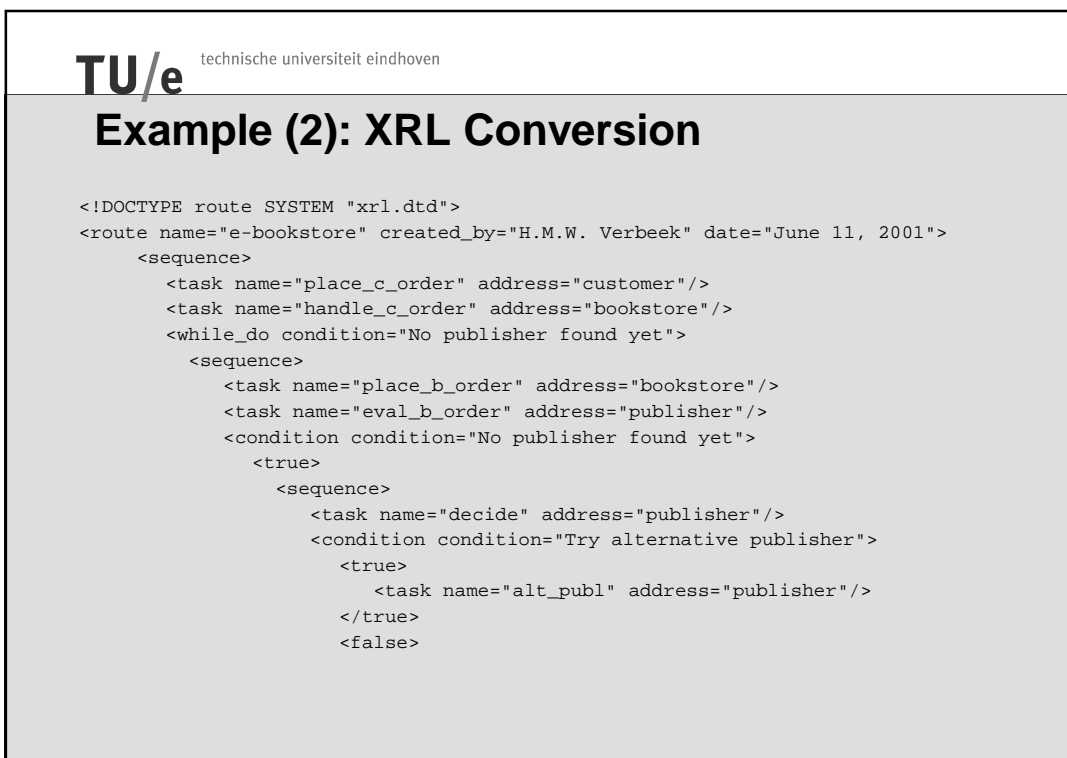 TU/e technische universiteit eindhoven
Example (2): XRL Conversion
<!DOCTYPE route SYSTEM "xrl.dtd">
<route name="e-bookstore" created_by="H.M.W. Verbeek" date="June 11, 2001">
<sequence>
<task name="place_c_order" address="customer"/>
<task name="handle_c_order" address="bookstore"/>
<while_do condition="No publisher found yet">
<sequence>
<task name="place_b_order" address="bookstore"/>
<task name="eval_b_order" address="publisher"/>
<condition condition="No publisher found yet">
<true>
<sequence>
<task name="decide" address="publisher"/>
<condition condition="Try alternative publisher">
<true>
<task name="alt_publ" address="publisher"/>
</true>
<false>